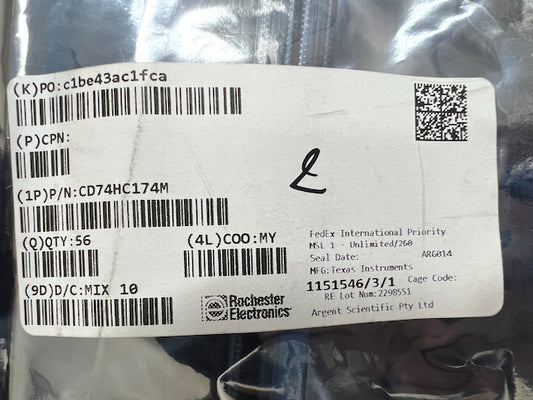 (K)PO:c1be43ac1fca
(P)CPN:
(1P)P/N:CD74HC174M
(Q)QTY:56
(4L)COO:MY
(9D)D/C:MIX 10
Rochester
Electronics
FedEx International Priority
MSL 1 - Unlimited/260
Seal Date: ARG014
MFG:Texas Instruments
1151546/3/1 Cage Code:
RE Lot Num:2298551
Argent Scientific Pty Ltd